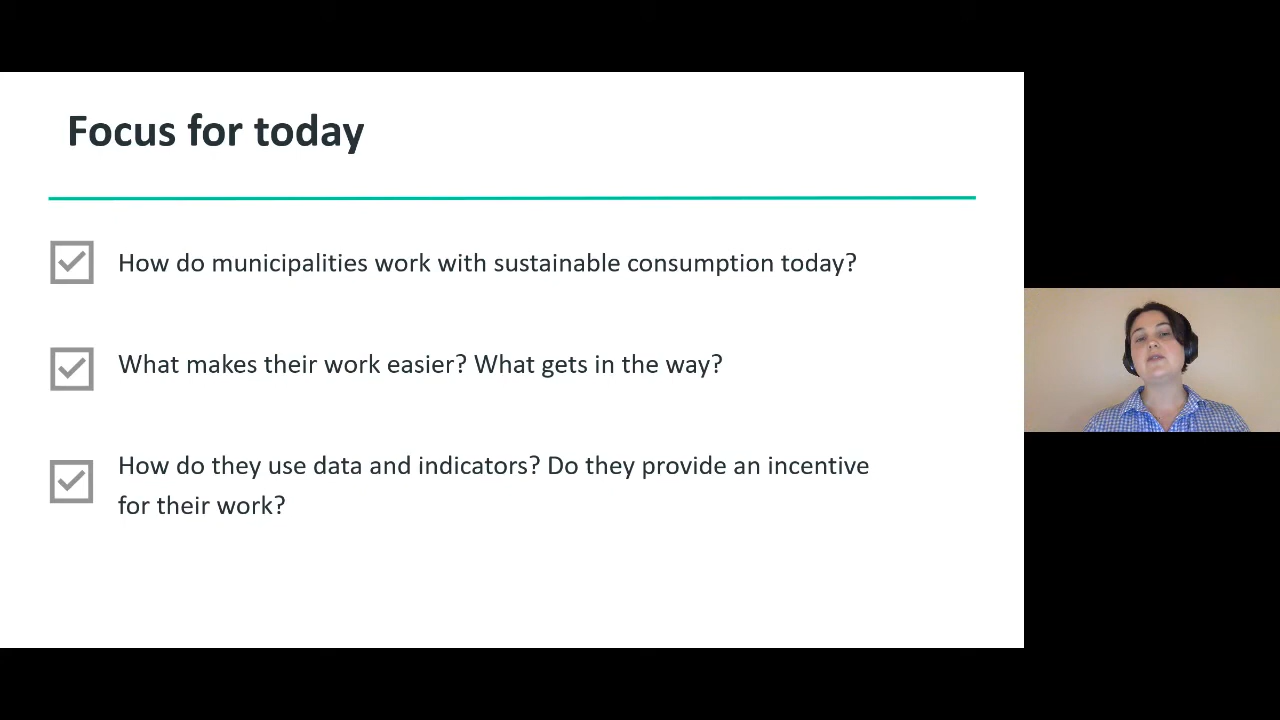 Focus for today
How do municipalities work with sustainable consumption today?
What makes their work easier? What gets in the way?
How do they use data and indicators? Do they provide an incentive
for their work?